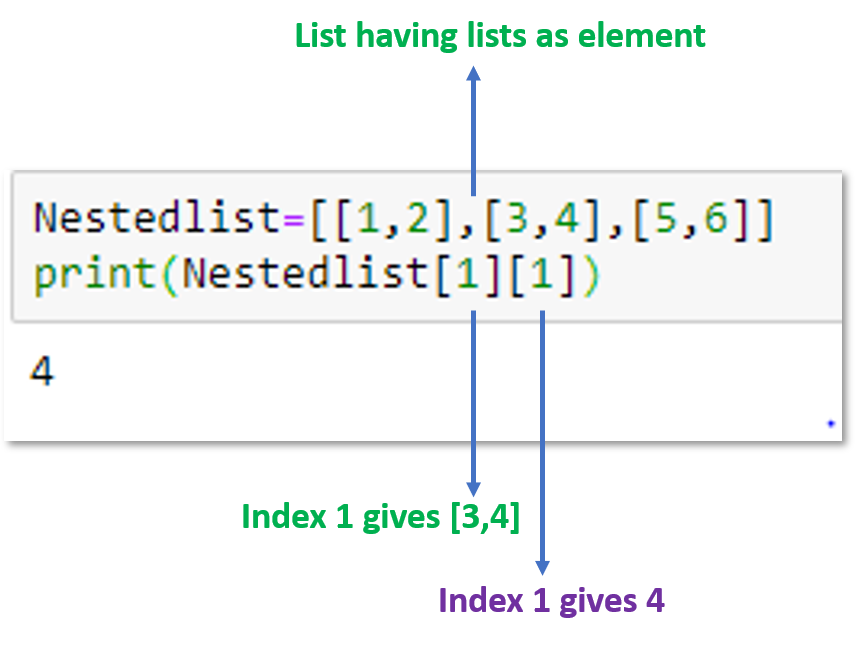 List having lists as element
Nestedlist=[[1,2],[3,4],[5,6]]
print(Nestedlist[1][1])
4
Index 1 gives [3,4]
Index 1 gives 4